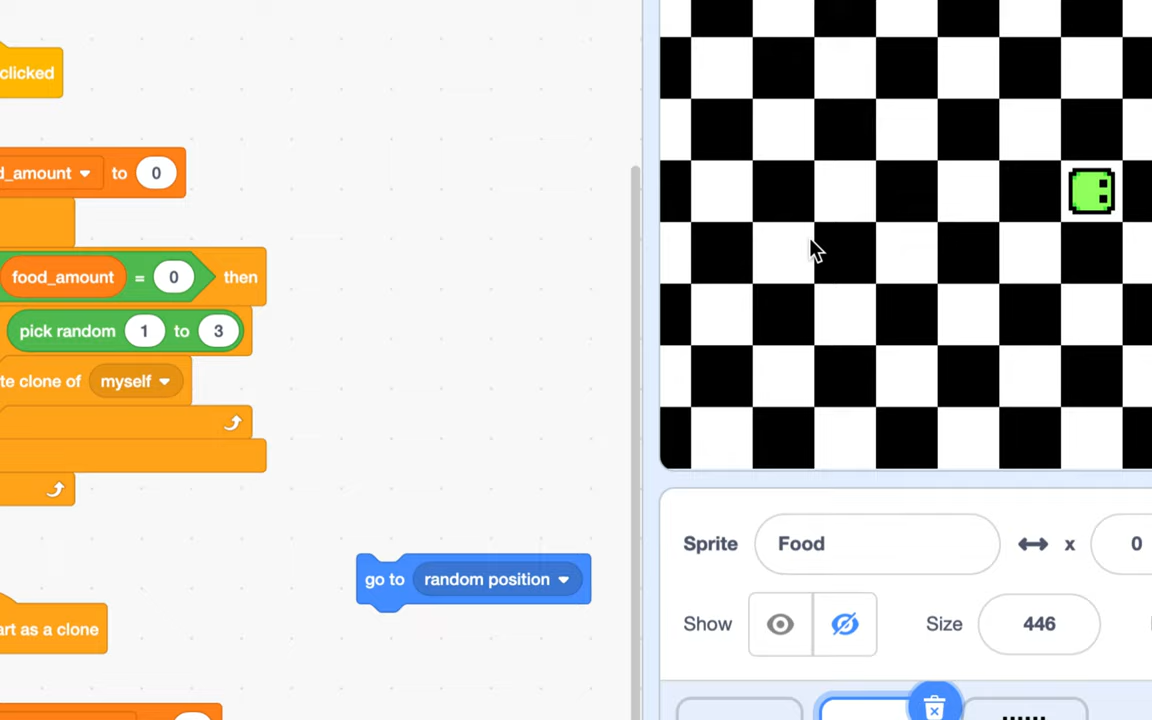 clicked
d_amount to 0
food_amount = 0 then
pick random 1 to 3
te clone of myself
go to random position
art as a clone
Sprite Food x 0
Show Size 446